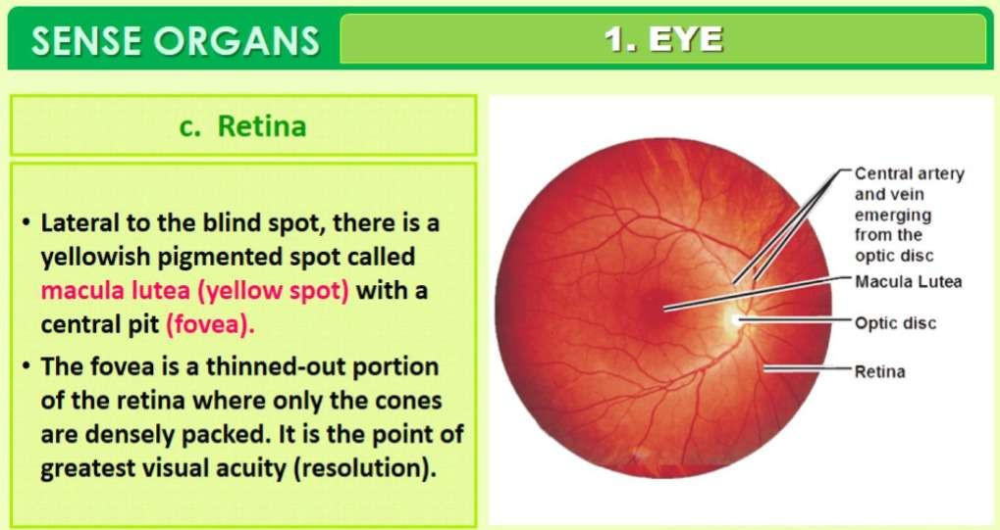 SENSE ORGANS
1. EYE
c. Retina
• Lateral to the blind spot, there is a
yellowish pigmented spot called
macula lutea (yellow spot) with a
central pit (fovea).
• The fovea is a thinned-out portion
of the retina where only the cones
are densely packed. It is the point of
greatest visual acuity (resolution).
Central artery
and vein
emerging
from the
optic disc
Macula Lutea
Optic disc
Retina